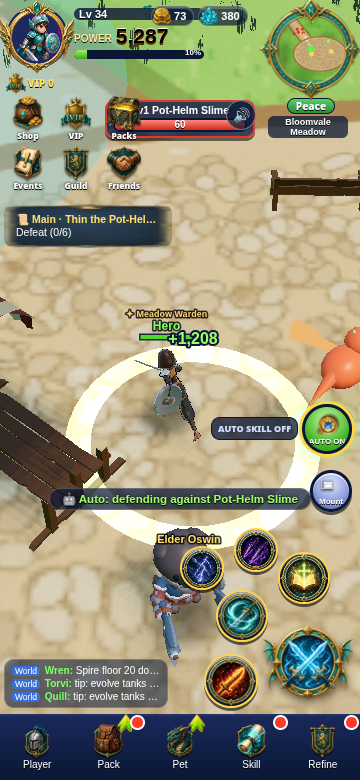 Lv 34
73
380
POWER 5,287
10%
VIP 0
Shop
VIP
Packs
v1 Pot-Helm Slime
60
Peace
Bloomvale
Meadow
Events
Guild
Friends
Main · Thin the Pot-Hel...
Defeat (0/6)
Meadow Warden
Hero
+1,208
AUTO SKILL OFF
AUTO ON
Mount
Auto: defending against Pot-Helm Slime
Elder Oswin
World Wren: Spire floor 20 do...
World Torvi: tip: evolve tanks ...
World Quill: tip: evolve tanks ...
Player
Pack
Pet
Skill
Refine